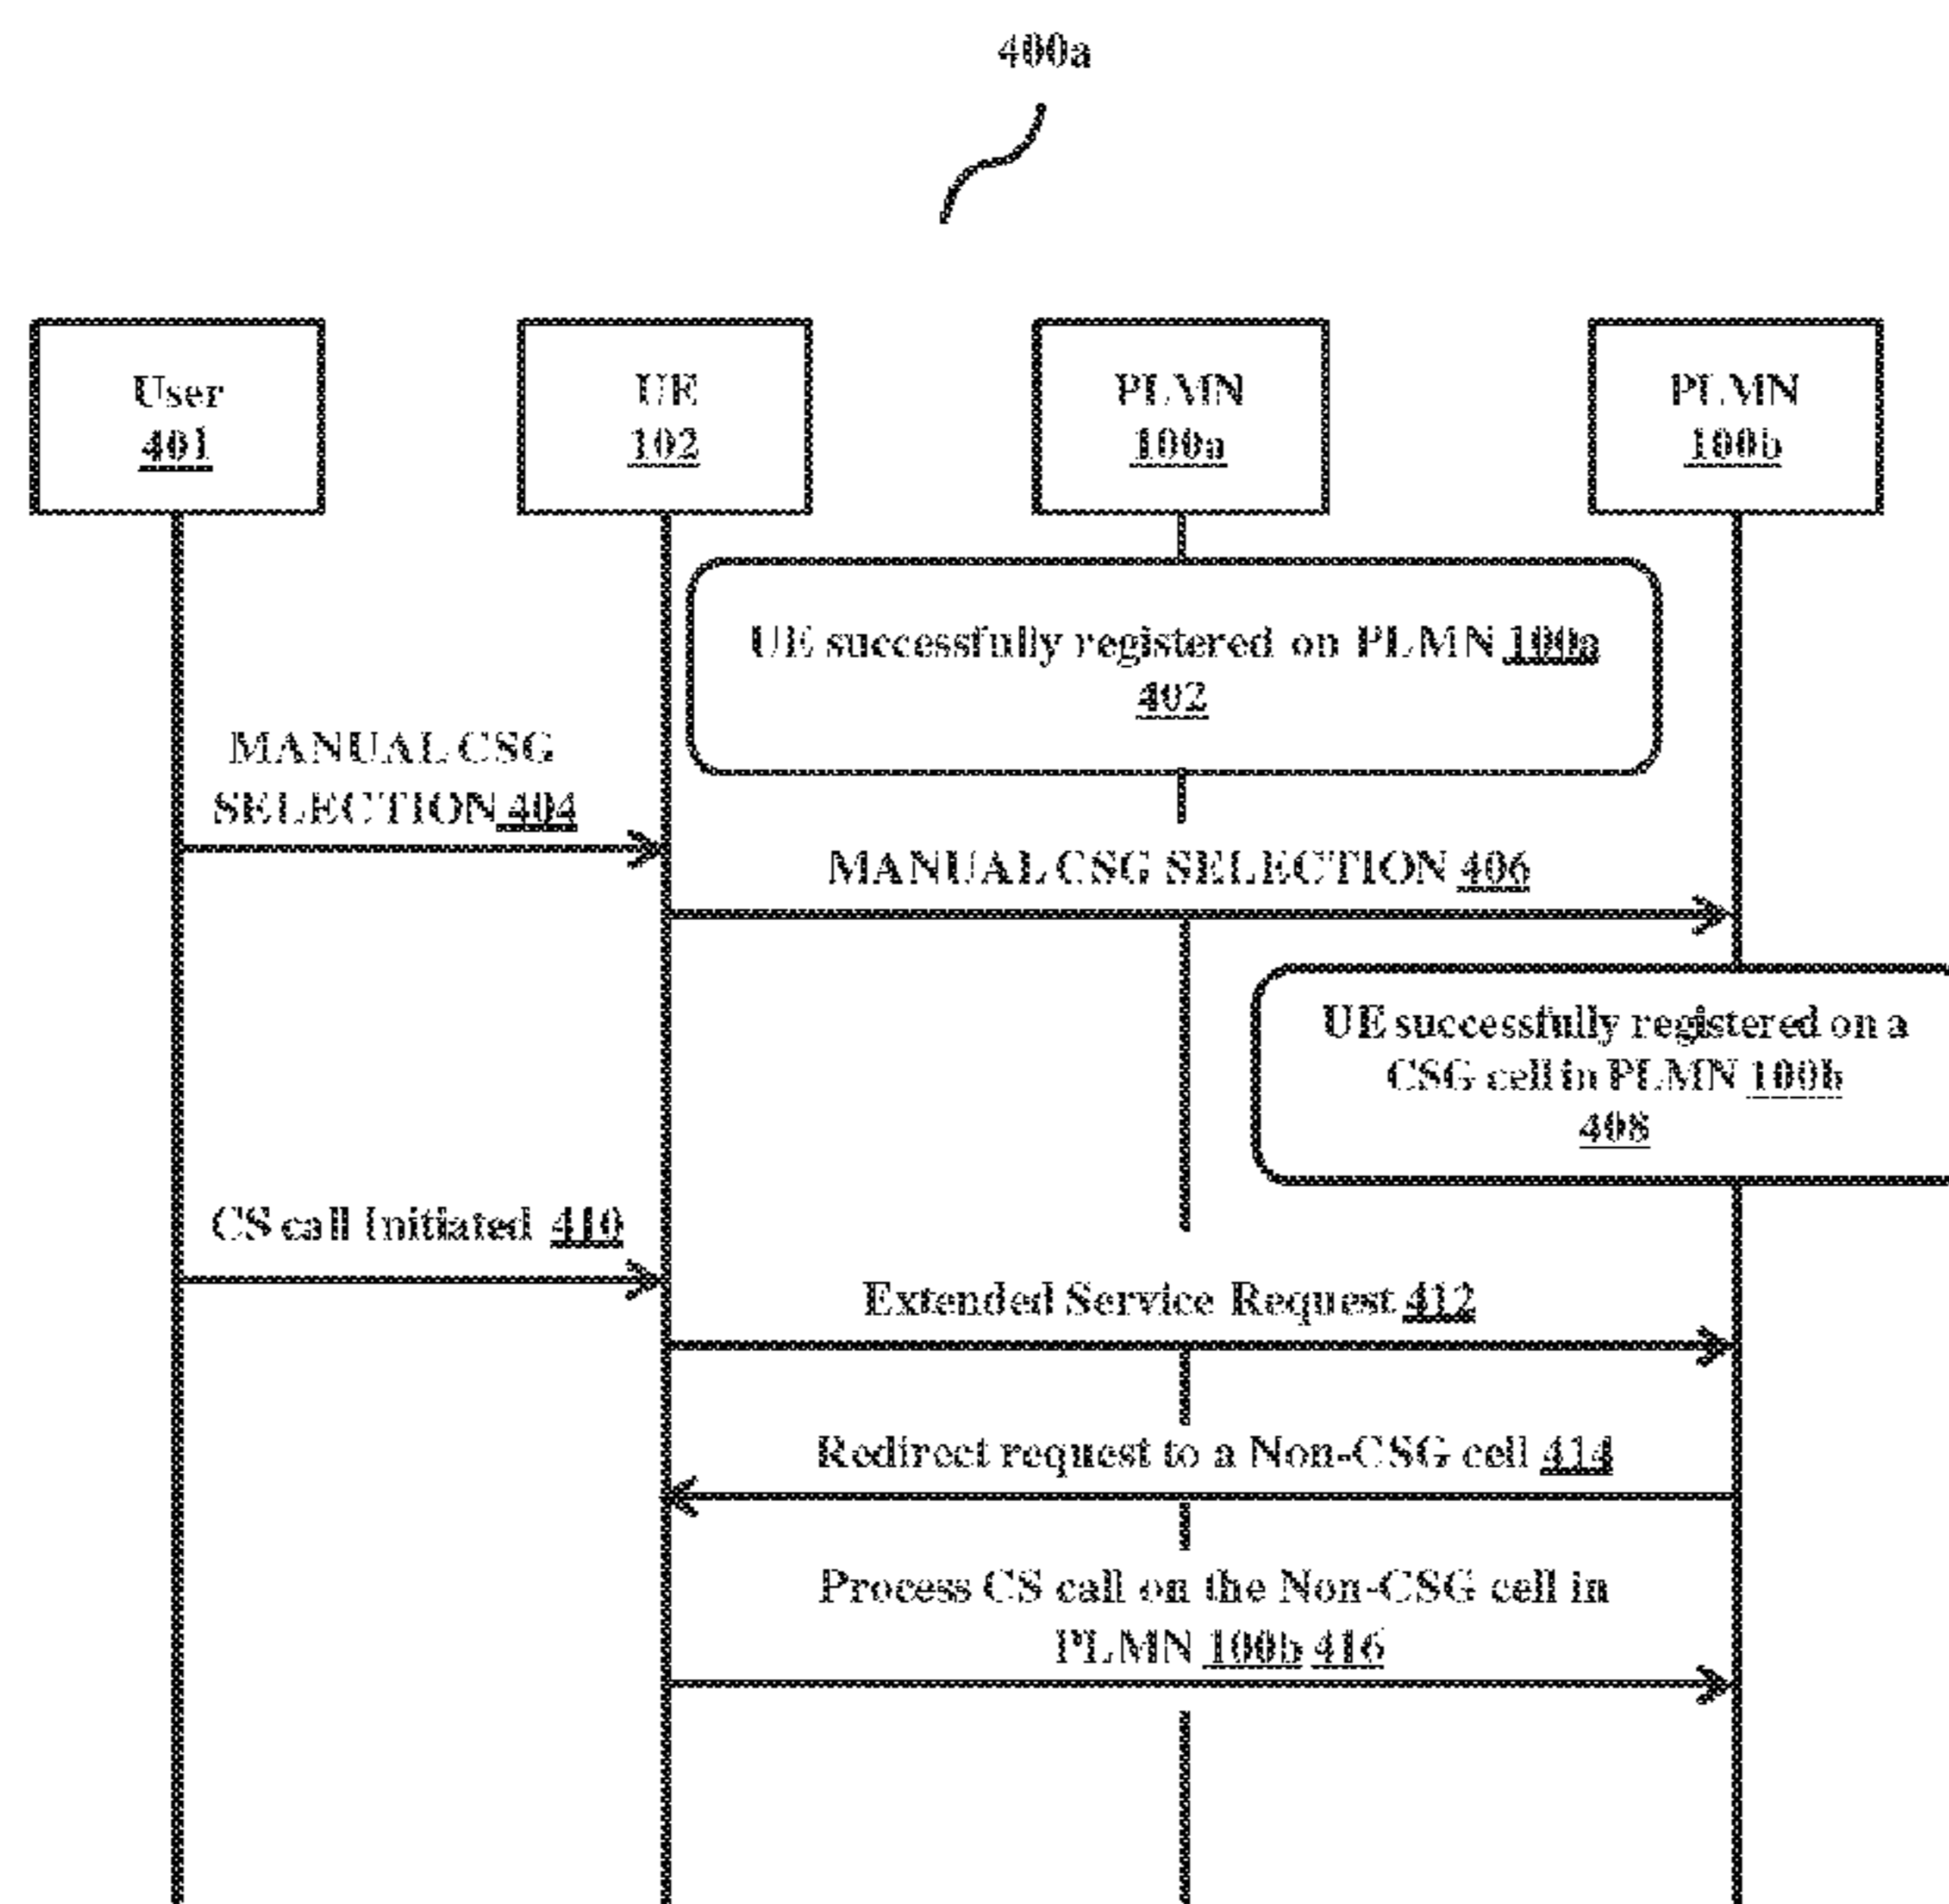 400a
User
401
UE
102
PLMN
100a
PLMN
100b
UE successfully registered on PLMN 100a
402
MANUAL CSG
SELECTION 404
MANUAL CSG SELECTION 406
UE successfully registered on a
CSG cell in PLMN 100b
408
CS call Initiated 410
Extended Service Request 412
Redirect request to a Non-CSG cell 414
Process CS call on the Non-CSG cell in
PLMN 100b 416